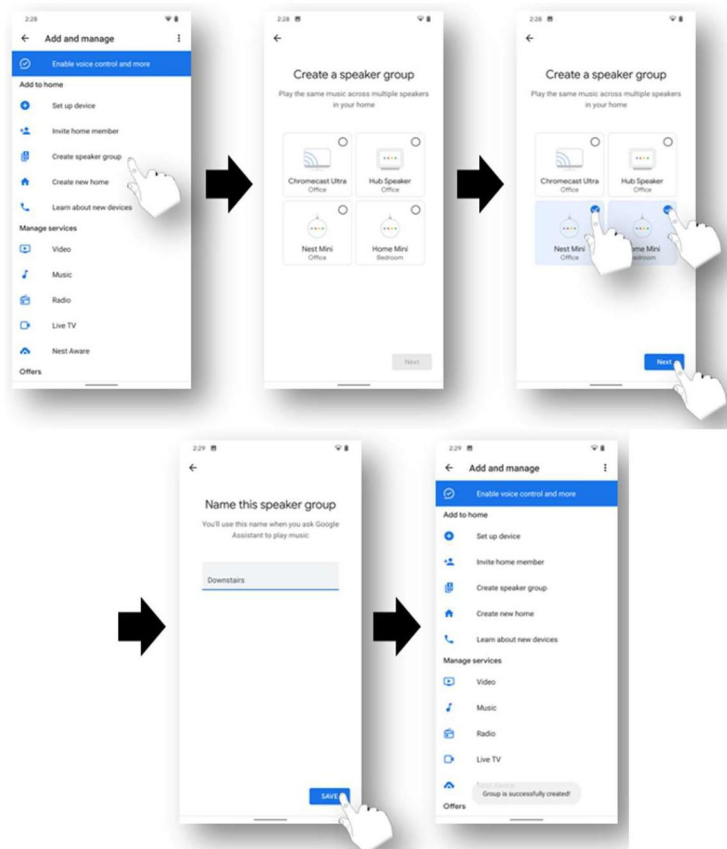 2:28
Add and manage
Enable voice control and more
Add to home
Set up device
Invite home member
Create speaker group
Create new home
Learn about new devices
Manage services
Video
Music
Radio
Live TV
Nest Aware
Offers
2:28
Create a speaker group
Play the same music across multiple speakers
in your home
Chromecast Ultra
Office
Hub Speaker
Office
Nest Mini
Office
Home Mini
Bedroom
Next
2:28
Create a speaker group
Play the same music across multiple speakers
in your home
Chromecast Ultra
Office
Hub Speaker
Office
Nest Mini
Office
Home Mini
Bedroom
Next
2:29
Name this speaker group
You'll use this name when you ask Google
Assistant to play music
Downstairs
SAVE
2:29
Add and manage
Enable voice control and more
Add to home
Set up device
Invite home member
Create speaker group
Create new home
Learn about new devices
Manage services
Video
Music
Radio
Live TV
Group is successfully created!
Offers